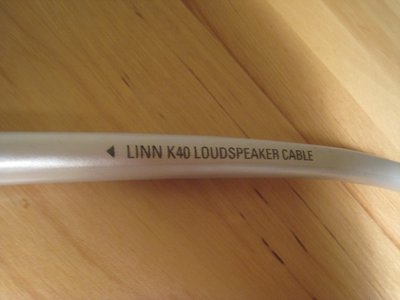 ◄ LINN K40 LOUDSPEAKER CABLE